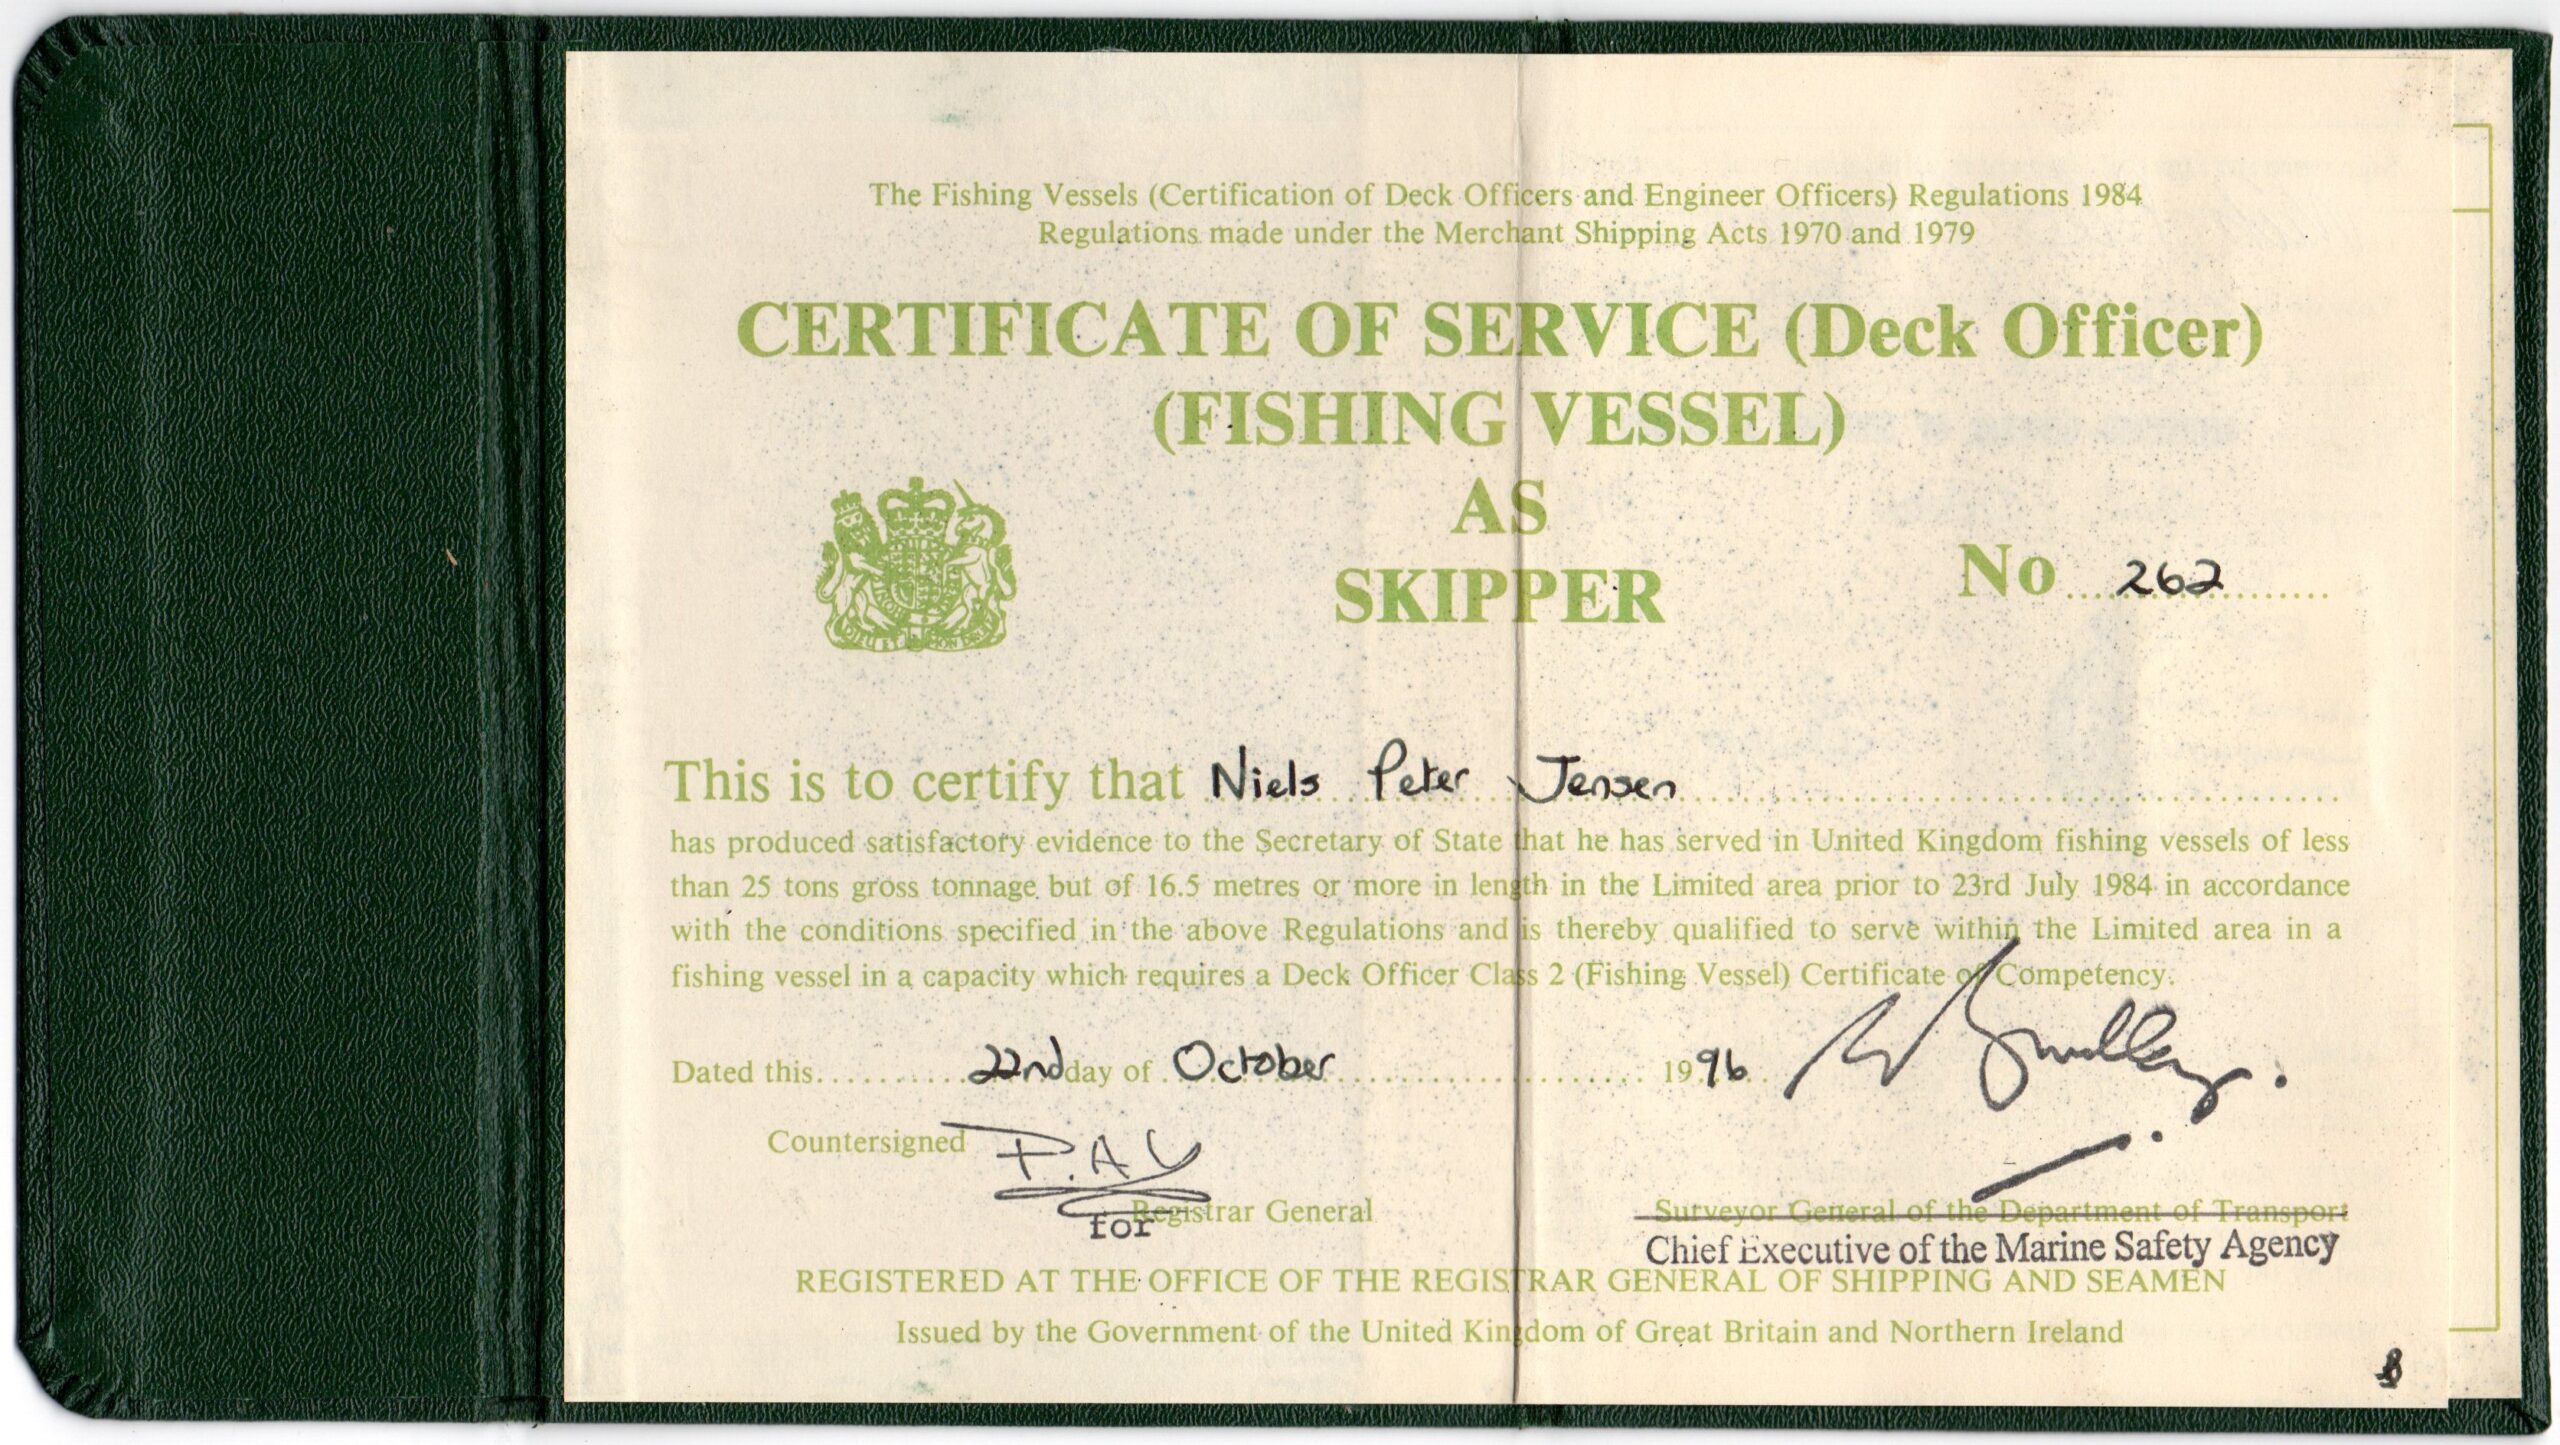 The Fishing Vessels (Certification of Deck Officers and Engineer Officers) Regulations 1984
Regulations made under the Merchant Shipping Acts 1970 and 1979
CERTIFICATE OF SERVICE (Deck Officer)
(FISHING VESSEL)
AS
SKIPPER
No 262
This is to certify that Niels Peter Jensen
has produced satisfactory evidence to the Secretary of State that he has served in United Kingdom fishing vessels of less
than 25 tons gross tonnage but of 16.5 metres or more in length in the Limited area prior to 23rd July 1984 in accordance
with the conditions specified in the above Regulations and is thereby qualified to serve within the Limited area in a
fishing vessel in a capacity which requires a Deck Officer Class 2 (Fishing Vessel) Certificate of Competency.
Dated this 22nd day of October 1996
Countersigned
for Registrar General
Surveyor General of the Department of Transport
Chief Executive of the Marine Safety Agency
REGISTERED AT THE OFFICE OF THE REGISTRAR GENERAL OF SHIPPING AND SEAMEN
Issued by the Government of the United Kingdom of Great Britain and Northern Ireland